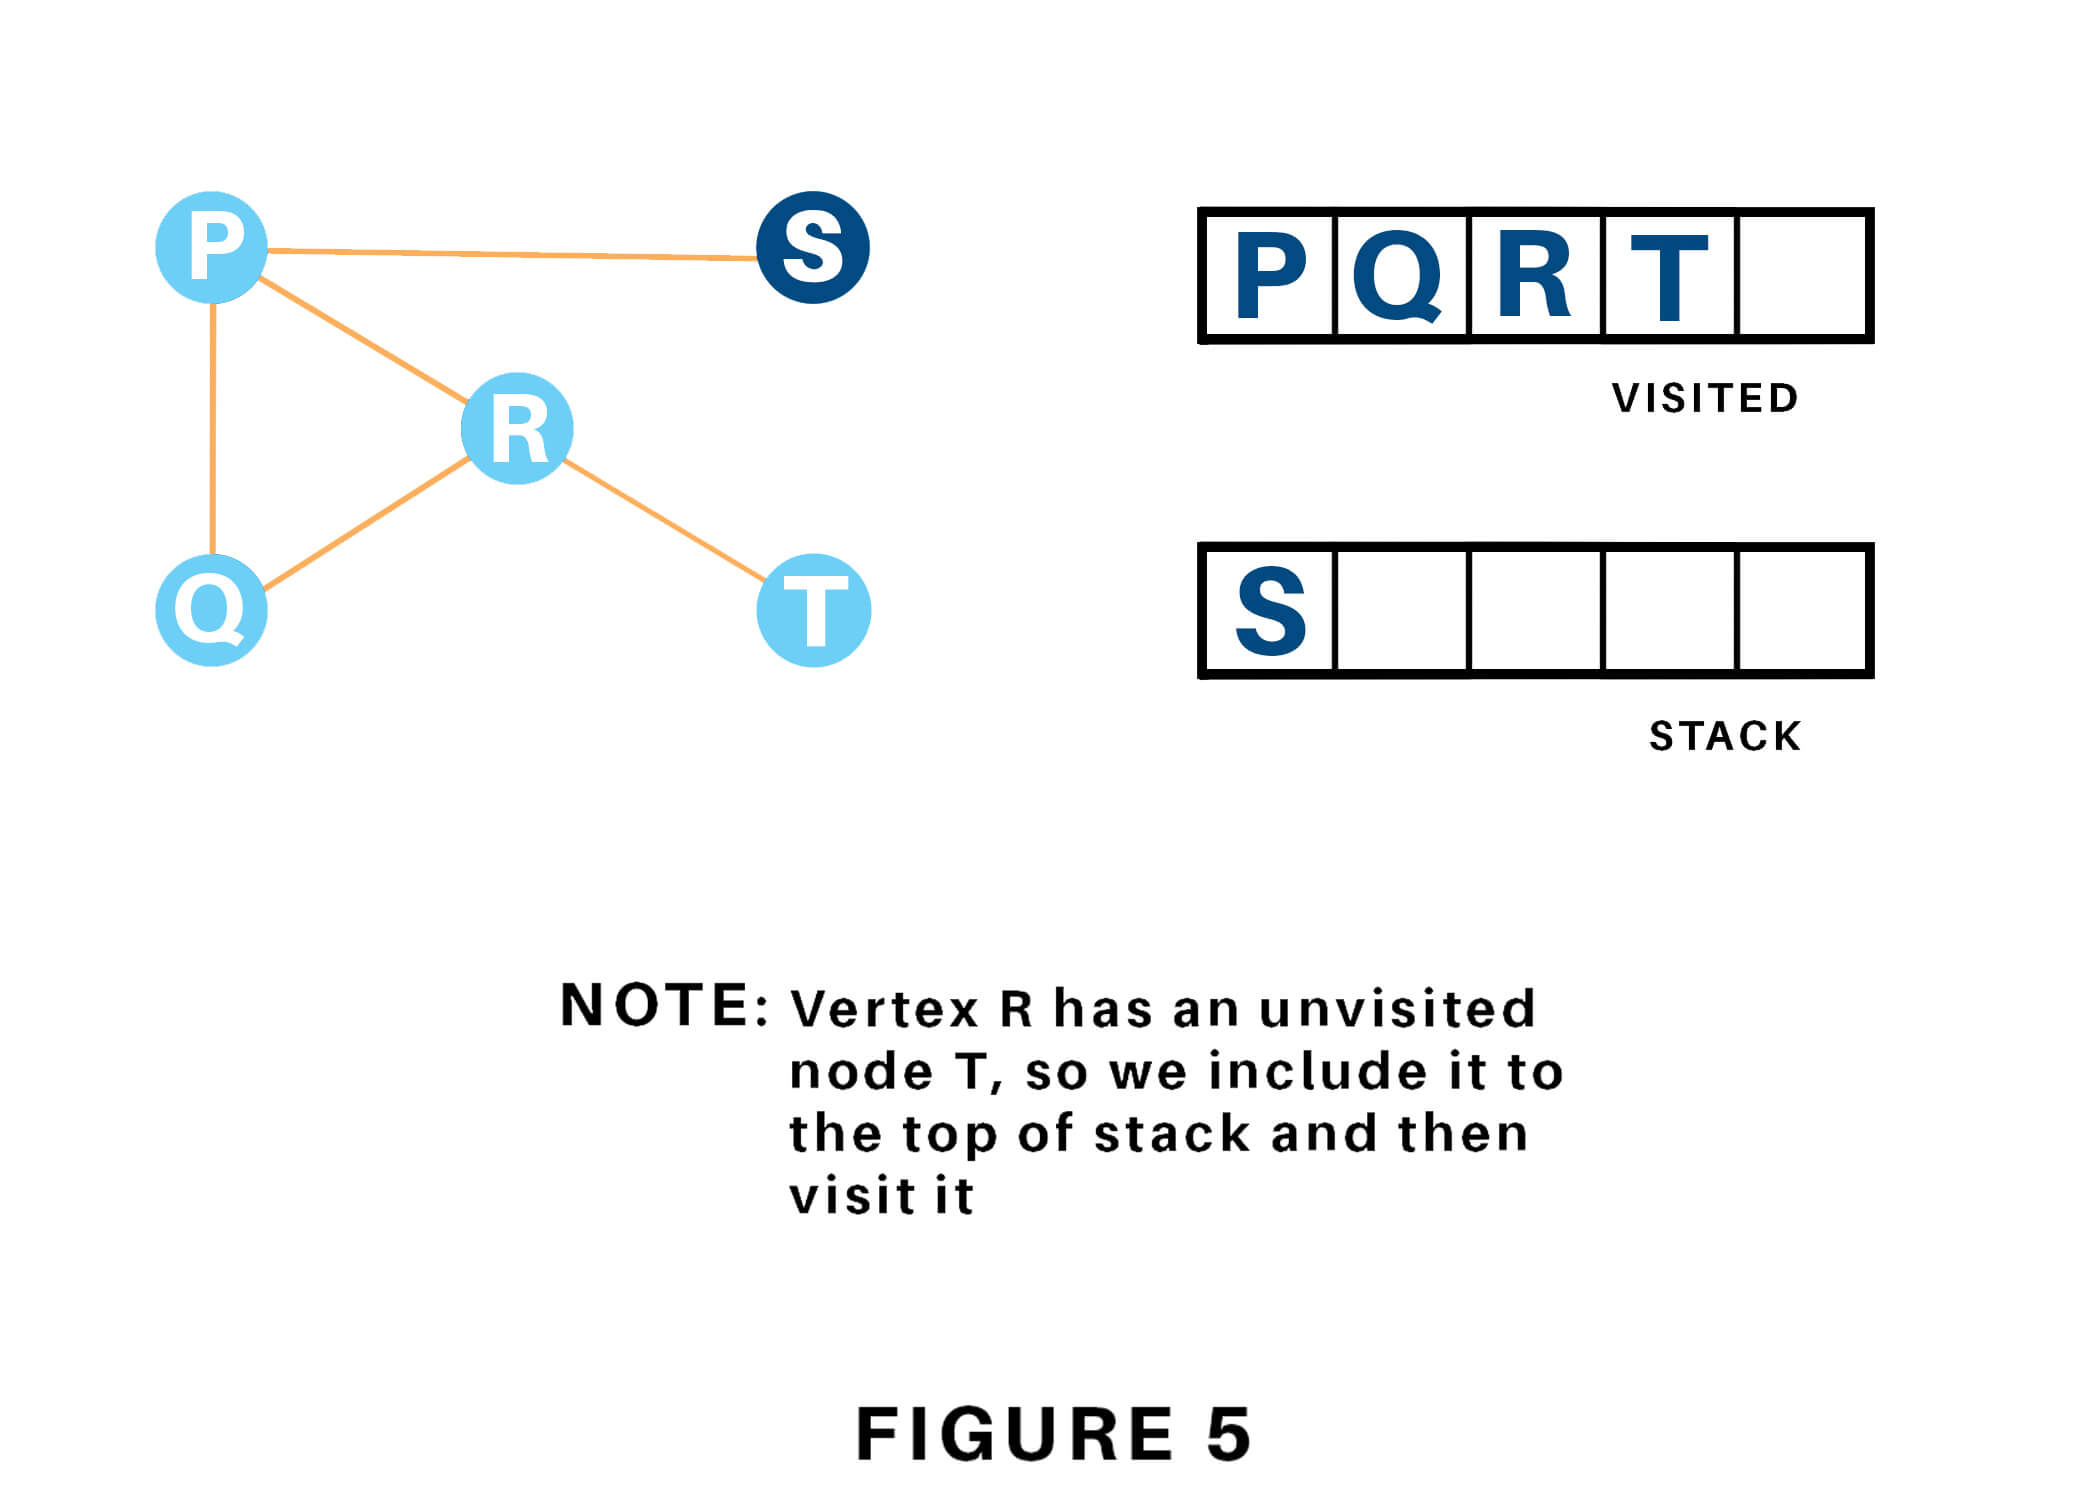 P
S
R
Q
T
P Q R T
VISITED
S
STACK
NOTE: Vertex R has an unvisited
node T, so we include it to
the top of stack and then
visit it
FIGURE 5